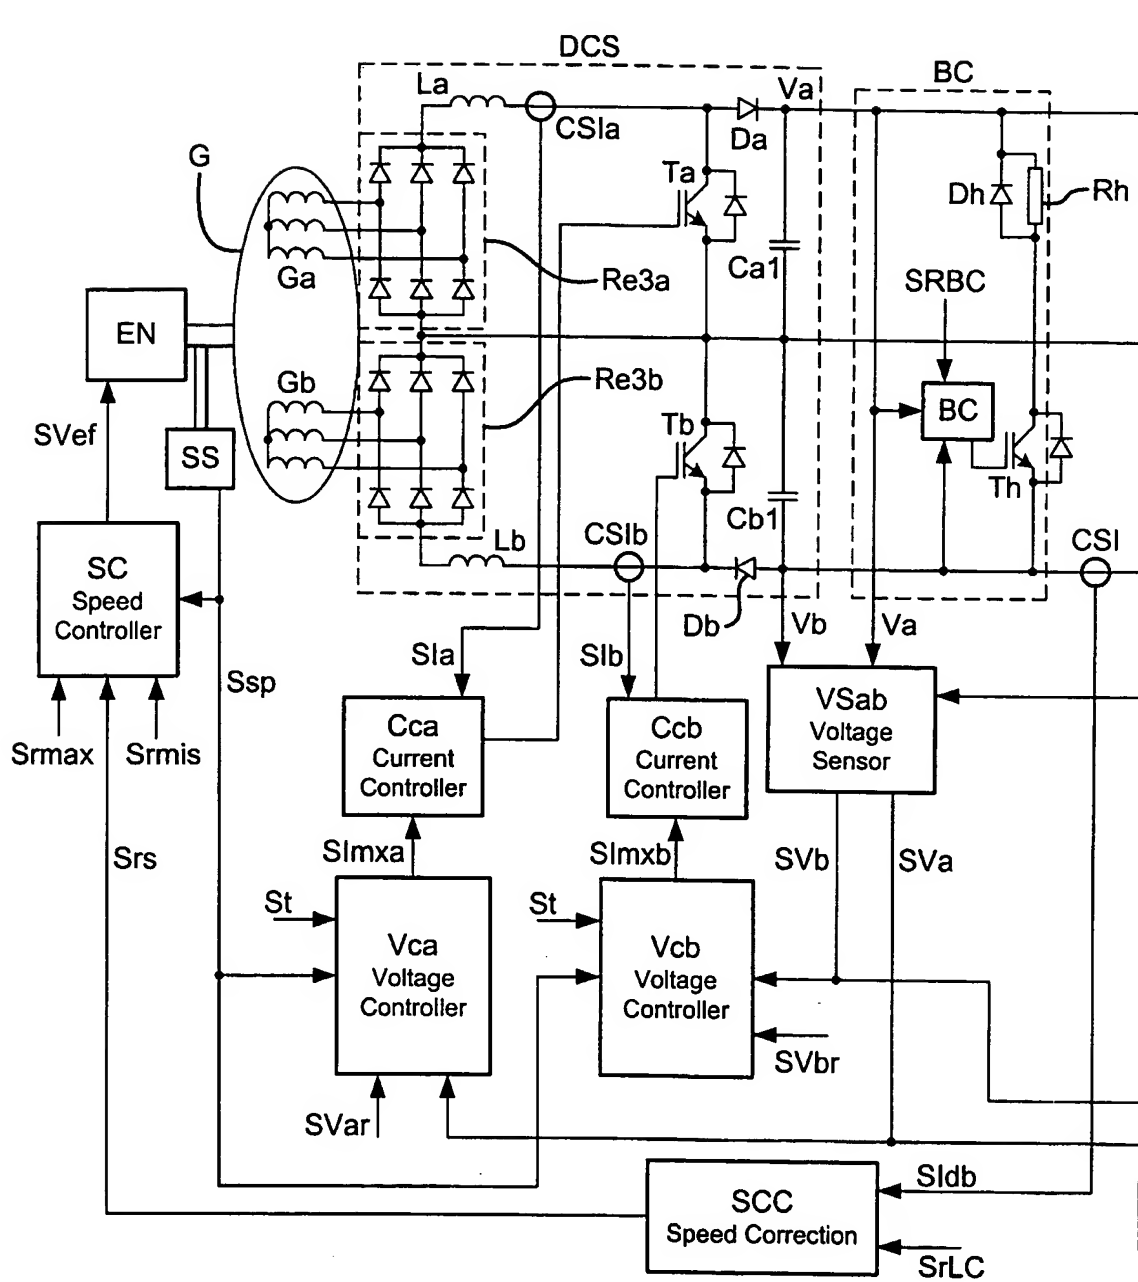 DCS
BC
La
Va
CSIa
Da
G
Ta
Dh
Rh
Ga
Re3a
Ca1
SRBC
EN
Gb
Re3b
BC
SVef
Tb
SS
Th
Cb1
Lb
CSIb
CSI
SC
Speed
Controller
Db
Vb
Va
SIa
SIb
Ssp
VSab
Voltage
Sensor
Cca
Current
Controller
Ccb
Current
Controller
Srmax
Srmis
Srs
SImxa
SImxb
SVb
SVa
St
St
Vca
Voltage
Controller
Vcb
Voltage
Controller
SVbr
SVar
SIdb
SCC
Speed Correction
SrLC